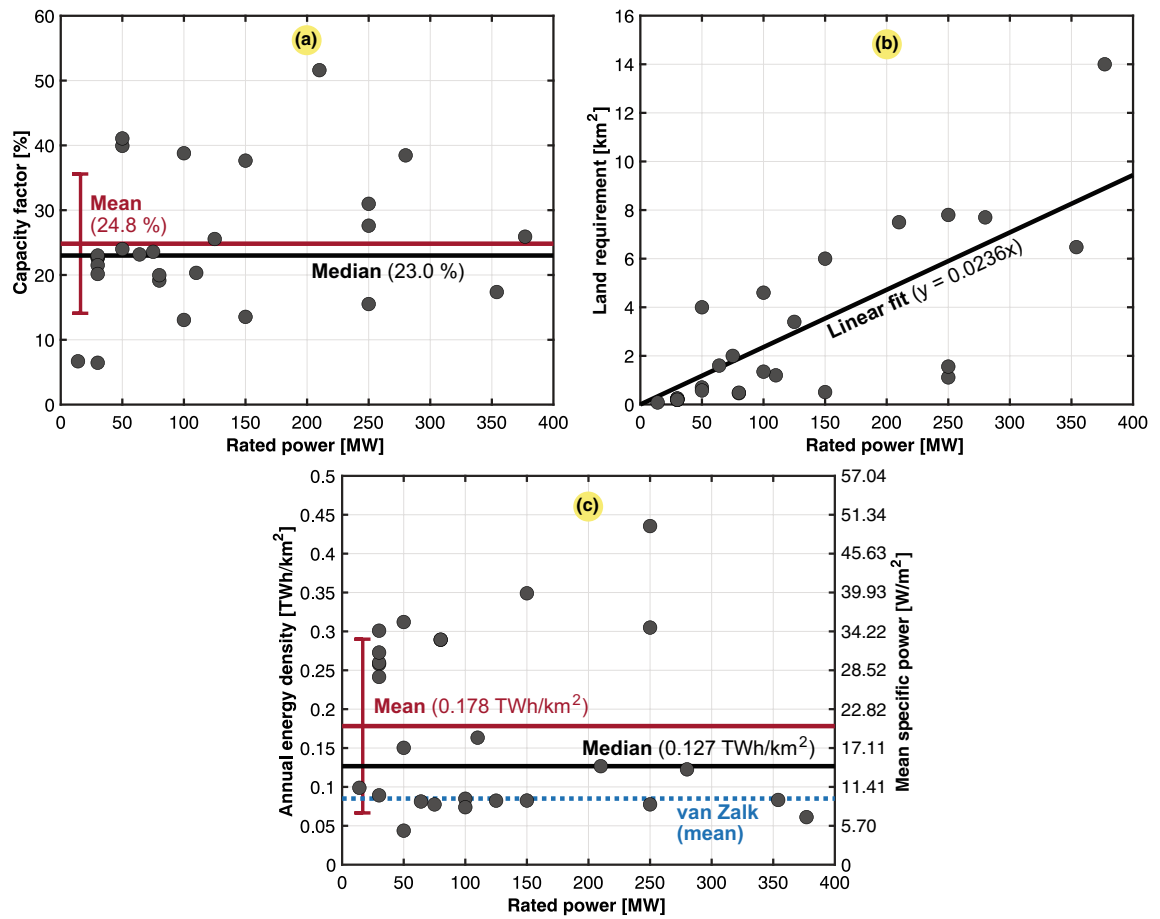 (a)
Capacity factor [%]
60
50
40
30
20
10
0
Mean
(24.8 %)
Median (23.0 %)
0 50 100 150 200 250 300 350 400
Rated power [MW]
(b)
Land requirement [km²]
16
14
12
10
8
6
4
2
0
Linear fit (y = 0.0236x)
0 50 100 150 200 250 300 350 400
Rated power [MW]
(c)
Annual energy density [TWh/km²]
0.5
0.45
0.4
0.35
0.3
0.25
0.2
0.15
0.1
0.05
0
Mean (0.178 TWh/km²)
Median (0.127 TWh/km²)
van Zalk
(mean)
57.04
51.34
45.63
39.93
34.22
28.52
22.82
17.11
11.41
5.70
0
Mean specific power [W/m²]
0 50 100 150 200 250 300 350 400
Rated power [MW]